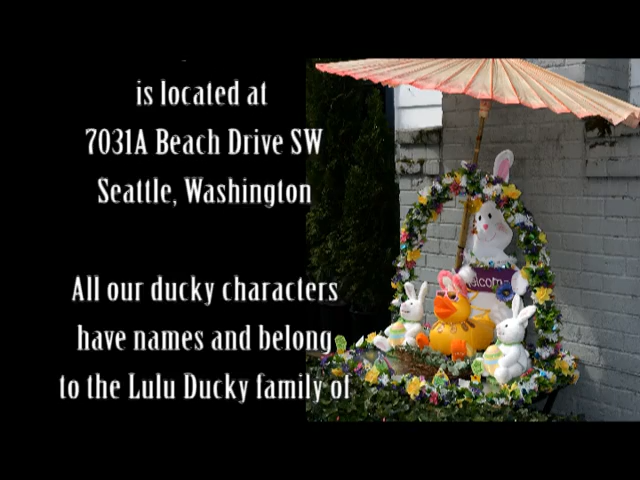 is located at
7031A Beach Drive SW
Seattle, Washington
All our ducky characters
have names and belong
to the Lulu Ducky family of
Welcome